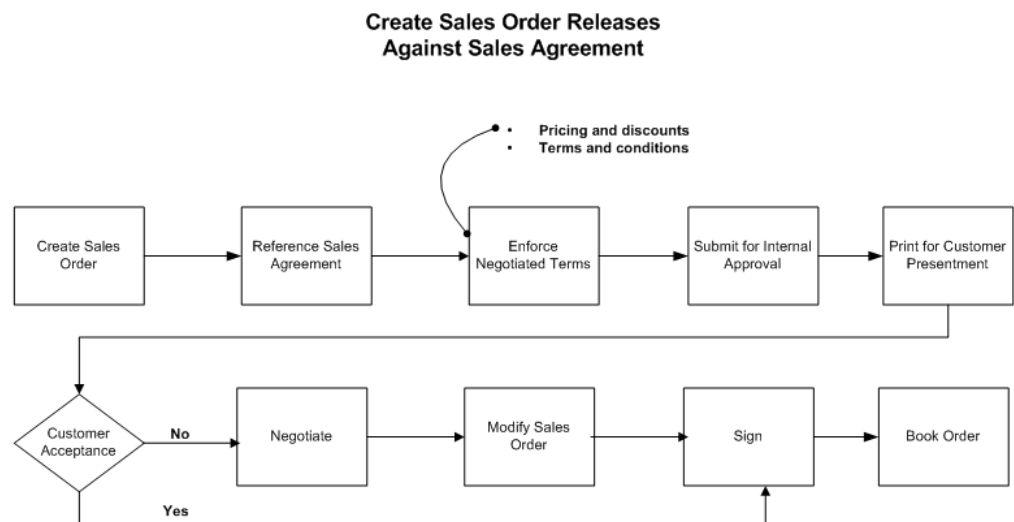 Create Sales Order Releases
Against Sales Agreement
• Pricing and discounts
• Terms and conditions
Create Sales
Order
Reference Sales
Agreement
Enforce
Negotiated Terms
Submit for Internal
Approval
Print for Customer
Presentment
Customer
Acceptance
No
Negotiate
Modify Sales
Order
Sign
Book Order
Yes